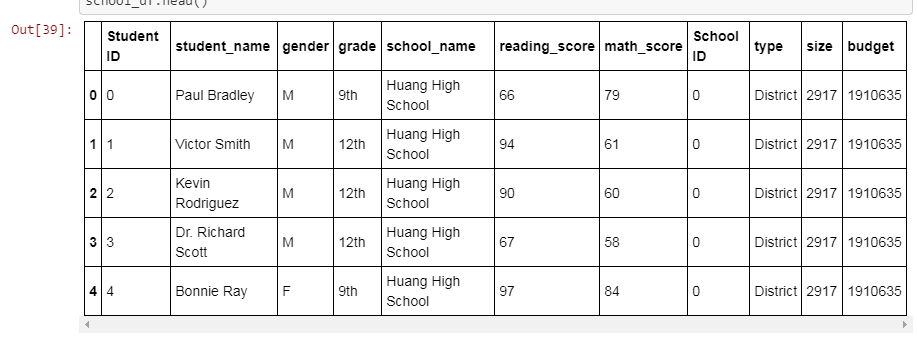 school_df.head()
Out[39]:
Student ID student_name gender grade school_name reading_score math_score School ID type size budget
0 0 Paul Bradley M 9th Huang High School 66 79 0 District 2917 1910635
1 1 Victor Smith M 12th Huang High School 94 61 0 District 2917 1910635
2 2 Kevin Rodriguez M 12th Huang High School 90 60 0 District 2917 1910635
3 3 Dr. Richard Scott M 12th Huang High School 67 58 0 District 2917 1910635
4 4 Bonnie Ray F 9th Huang High School 97 84 0 District 2917 1910635